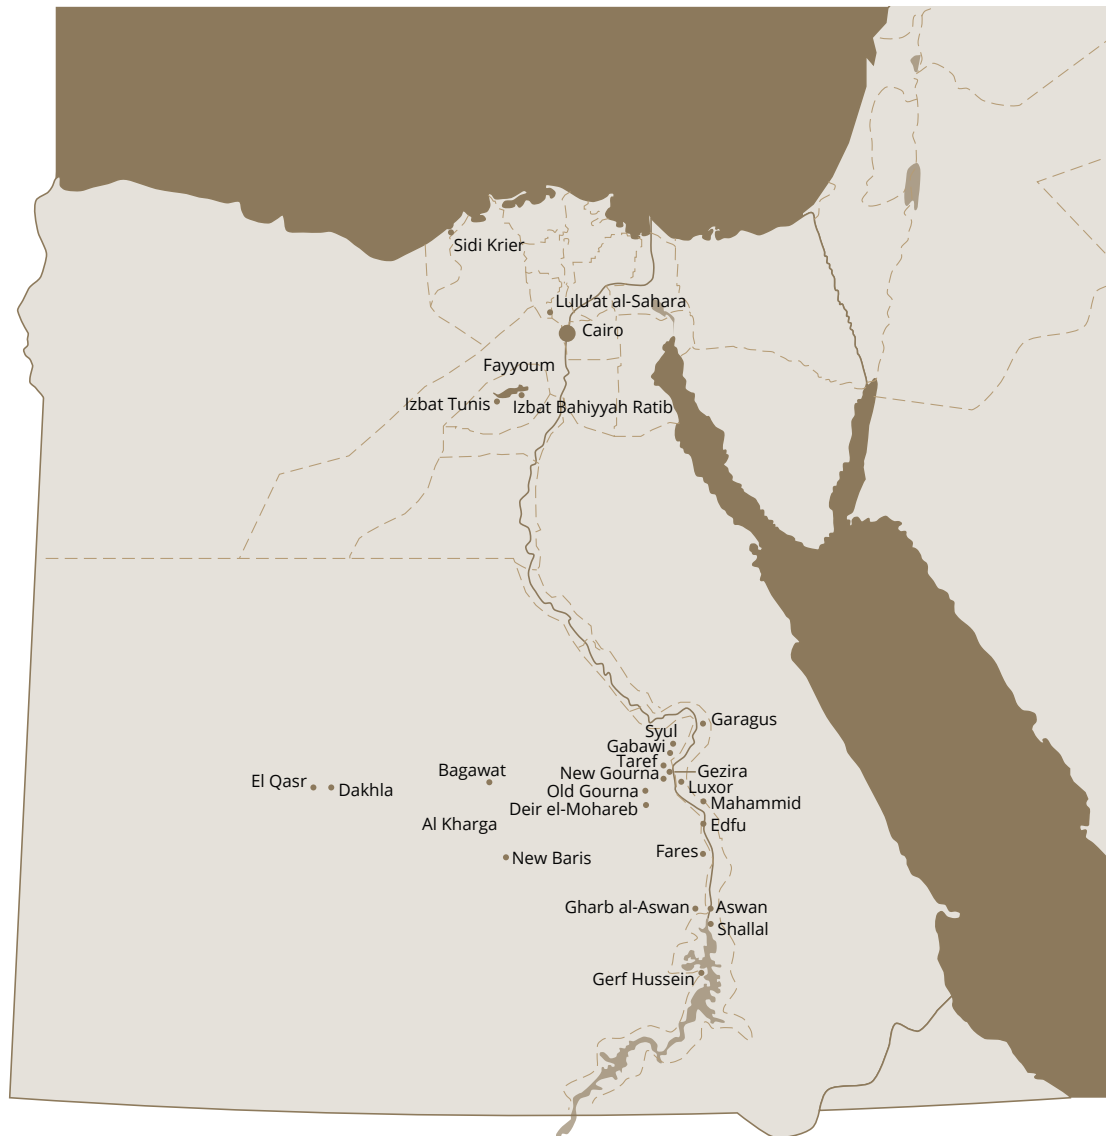 Sidi Krier
Lulu'at al-Sahara
Cairo
Fayyoum
Izbat Tunis
Izbat Bahiyyah Ratib
Garagus
Syul
Gabawi
Taref
New Gourna
Gezira
Luxor
Old Gourna
Deir el-Mohareb
Mahammid
Edfu
Bagawat
El Qasr
Dakhla
Al Kharga
New Baris
Fares
Gharb al-Aswan
Aswan
Shallal
Gerf Hussein